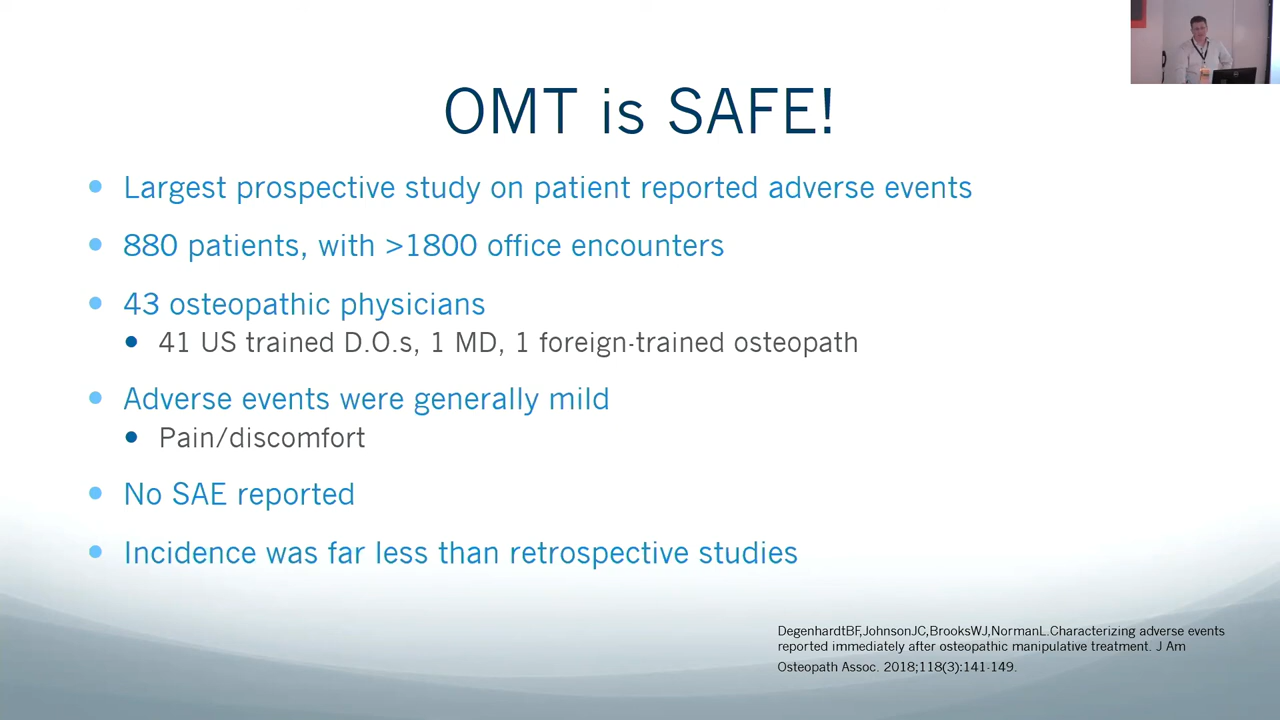 OMT is SAFE!
Largest prospective study on patient reported adverse events
880 patients, with >1800 office encounters
43 osteopathic physicians
41 US trained D.O.s, 1 MD, 1 foreign-trained osteopath
Adverse events were generally mild
Pain/discomfort
No SAE reported
Incidence was far less than retrospective studies
DegenhardtBF,JohnsonJC,BrooksWJ,NormanL.Characterizing adverse events
reported immediately after osteopathic manipulative treatment. J Am
Osteopath Assoc. 2018;118(3):141-149.